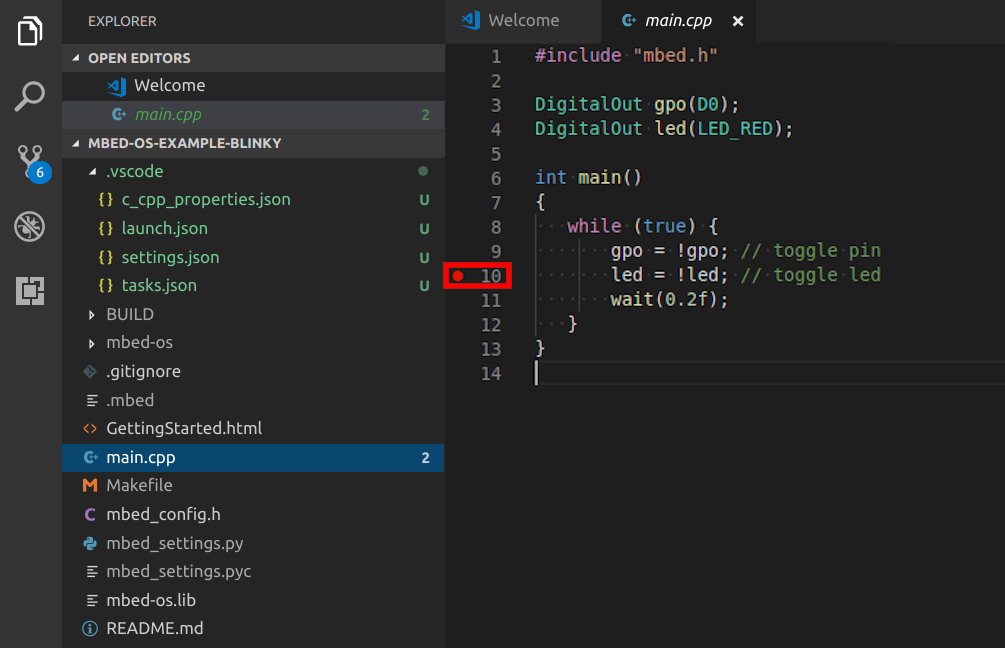 EXPLORER
OPEN EDITORS
Welcome
main.cpp 2
MBED-OS-EXAMPLE-BLINKY
.vscode
{} c_cpp_properties.json U
{} launch.json U
{} settings.json U
{} tasks.json U
BUILD
mbed-os
.gitignore
.mbed
<> GettingStarted.html
main.cpp 2
M Makefile
C mbed_config.h
mbed_settings.py
mbed_settings.pyc
mbed-os.lib
README.md
6
Welcome main.cpp ×
1 #include "mbed.h"
2
3 DigitalOut gpo(D0);
4 DigitalOut led(LED_RED);
5
6 int main()
7 {
8 while (true) {
9 gpo = !gpo; // toggle pin
10 led = !led; // toggle led
11 wait(0.2f);
12 }
13 }
14